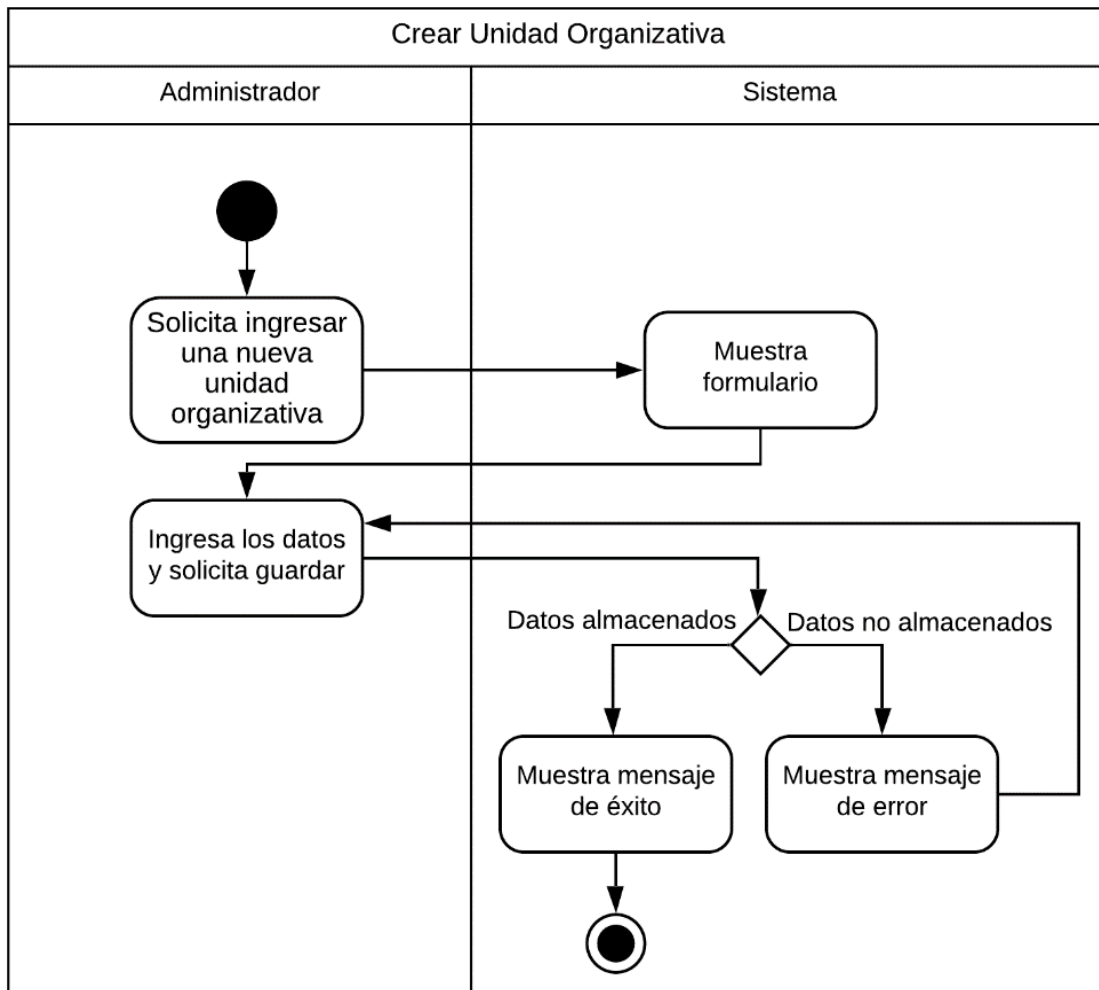 Crear Unidad Organizativa
Administrador
Sistema
Solicita ingresar
una nueva
unidad
organizativa
Muestra
formulario
Ingresa los datos
y solicita guardar
Datos almacenados
Datos no almacenados
Muestra mensaje
de éxito
Muestra mensaje
de error